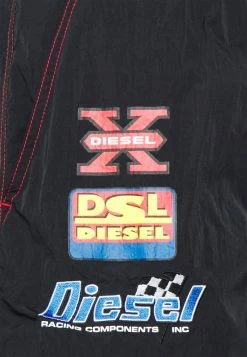 X
DIESEL
DSL
DIESEL
Diesel
RACING COMPONENTS INC